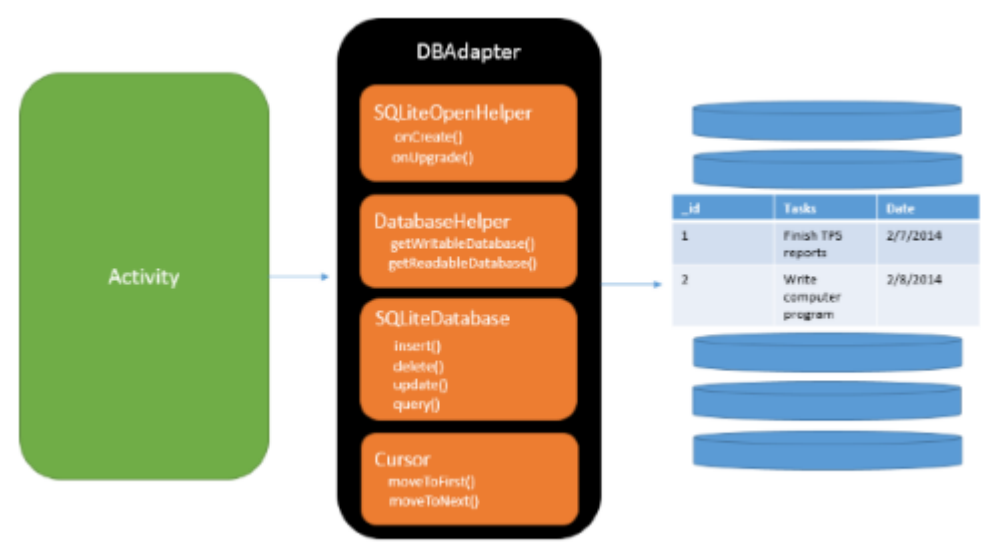 Activity
DBAdapter
SQLiteOpenHelper
onCreate()
onUpgrade()
DatabaseHelper
getWritableDatabase()
getReadableDatabase()
SQLiteDatabase
insert()
delete()
update()
query()
Cursor
moveToFirst()
moveToNext()
_id Tasks Date
1 Finish TPS 2/7/2014
reports
2 Write 2/8/2014
computer
program